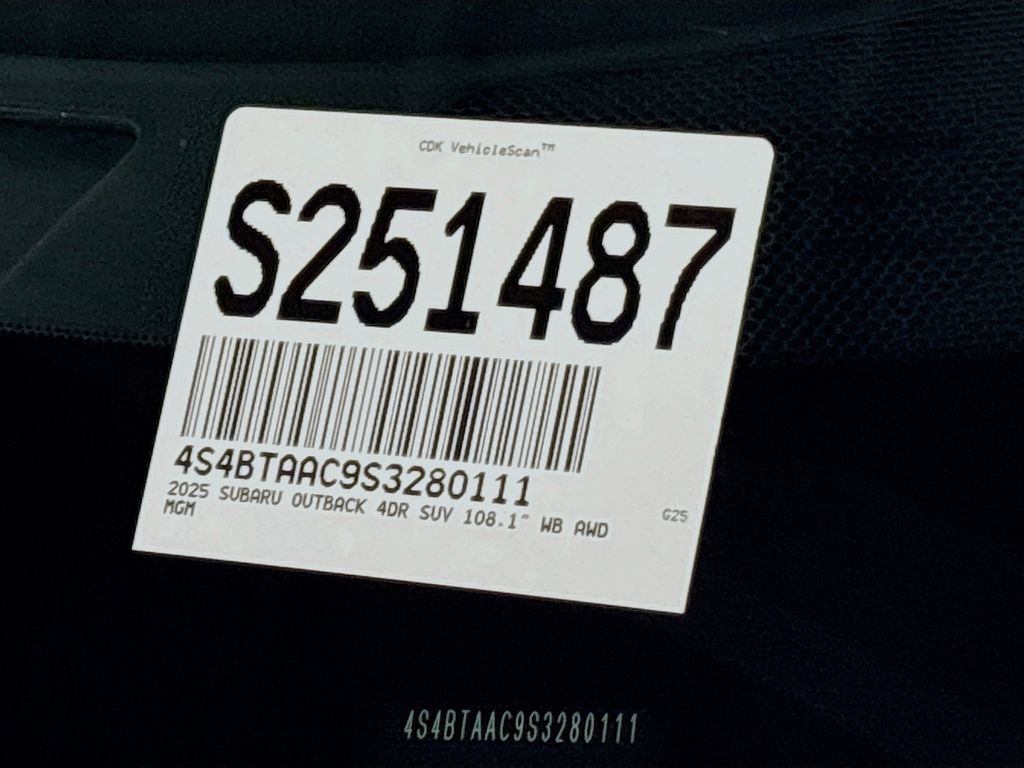 CDK VehicleScan™
S251487
4S4BTAAC9S3280111
2025 SUBARU OUTBACK 4DR SUV 108.1" WB AWD
MGM
G25
4S4BTAAC9S3280111